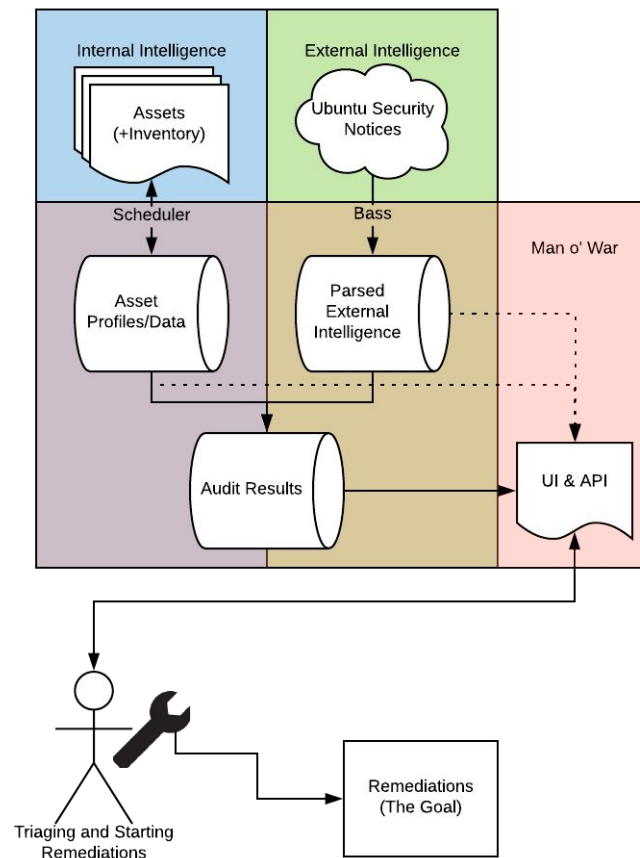 Internal Intelligence
External Intelligence
Assets
(+Inventory)
Ubuntu Security
Notices
Scheduler
Bass
Man o' War
Asset
Profiles/Data
Parsed
External
Intelligence
Audit Results
UI & API
Triaging and Starting
Remediations
Remediations
(The Goal)